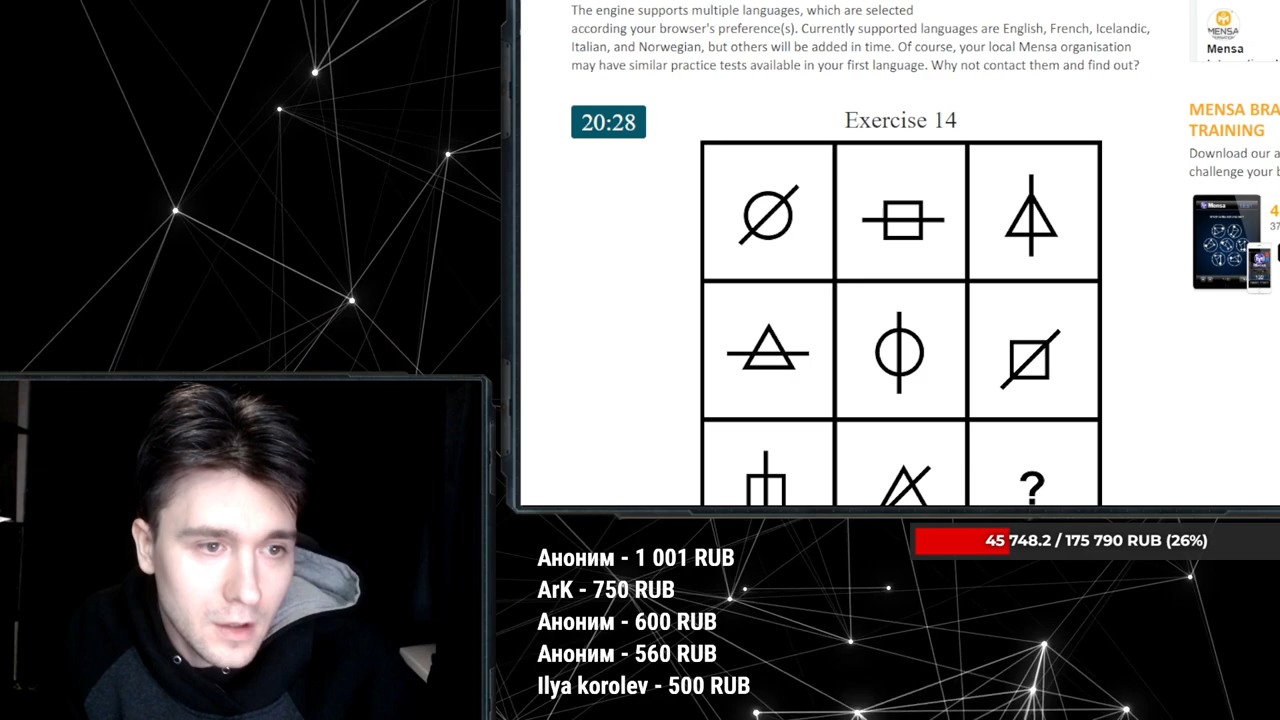 The engine supports multiple languages, which are selected
according your browser's preference(s). Currently supported languages are English, French, Icelandic,
Italian, and Norwegian, but others will be added in time. Of course, your local Mensa organisation
may have similar practice tests available in your first language. Why not contact them and find out?
MENSA
Mensa
20:28
Exercise 14
MENSA BRA
TRAINING
Download our a
challenge your b
?
45 748.2 / 175 790 RUB (26%)
Аноним - 1 001 RUB
ArK - 750 RUB
Аноним - 600 RUB
Аноним - 560 RUB
Ilya korolev - 500 RUB